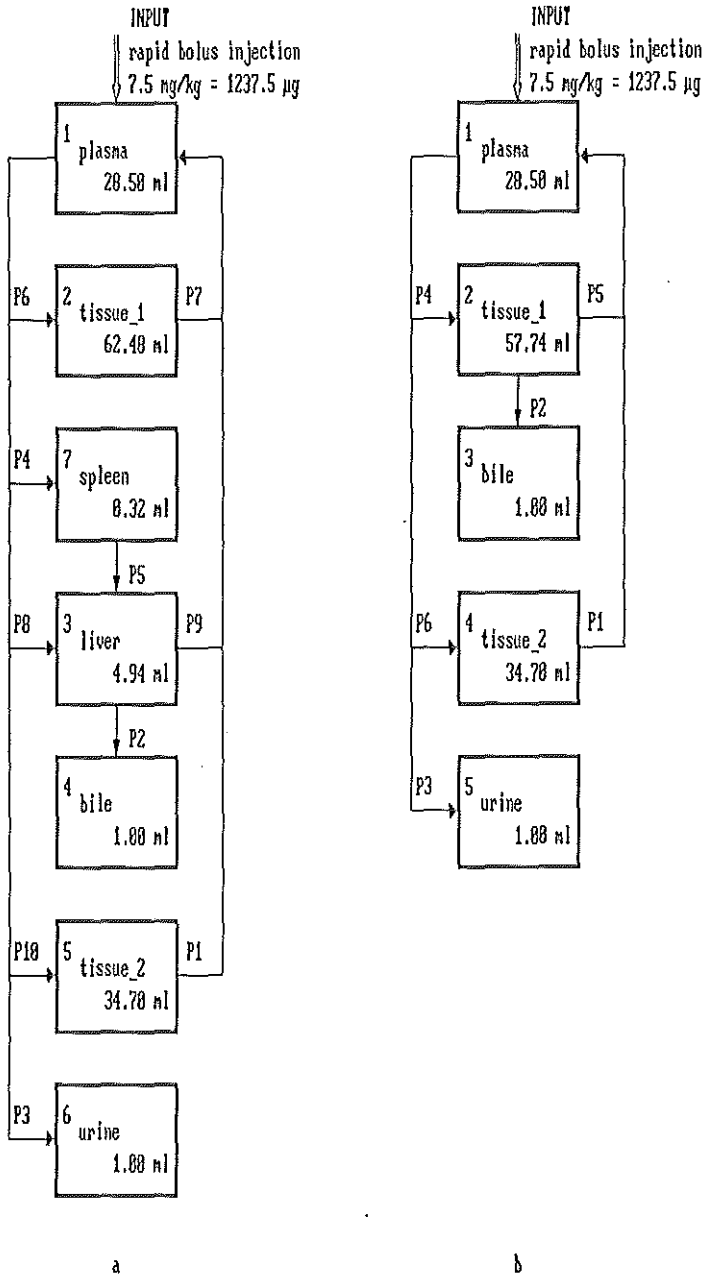 INPUT
rapid bolus injection
7.5 mg/kg = 1237.5 µg
1
plasma
28.50 ml
P6
2
tissue_1
62.40 ml
P7
P4
7
spleen
0.32 ml
P5
P8
3
liver
4.94 ml
P9
P2
4
bile
1.00 ml
P10
5
tissue_2
34.70 ml
P1
P3
6
urine
1.00 ml
a
INPUT
rapid bolus injection
7.5 mg/kg = 1237.5 µg
1
plasma
28.50 ml
P4
2
tissue_1
57.74 ml
P5
P2
3
bile
1.00 ml
P6
4
tissue_2
34.70 ml
P1
P3
5
urine
1.00 ml
b